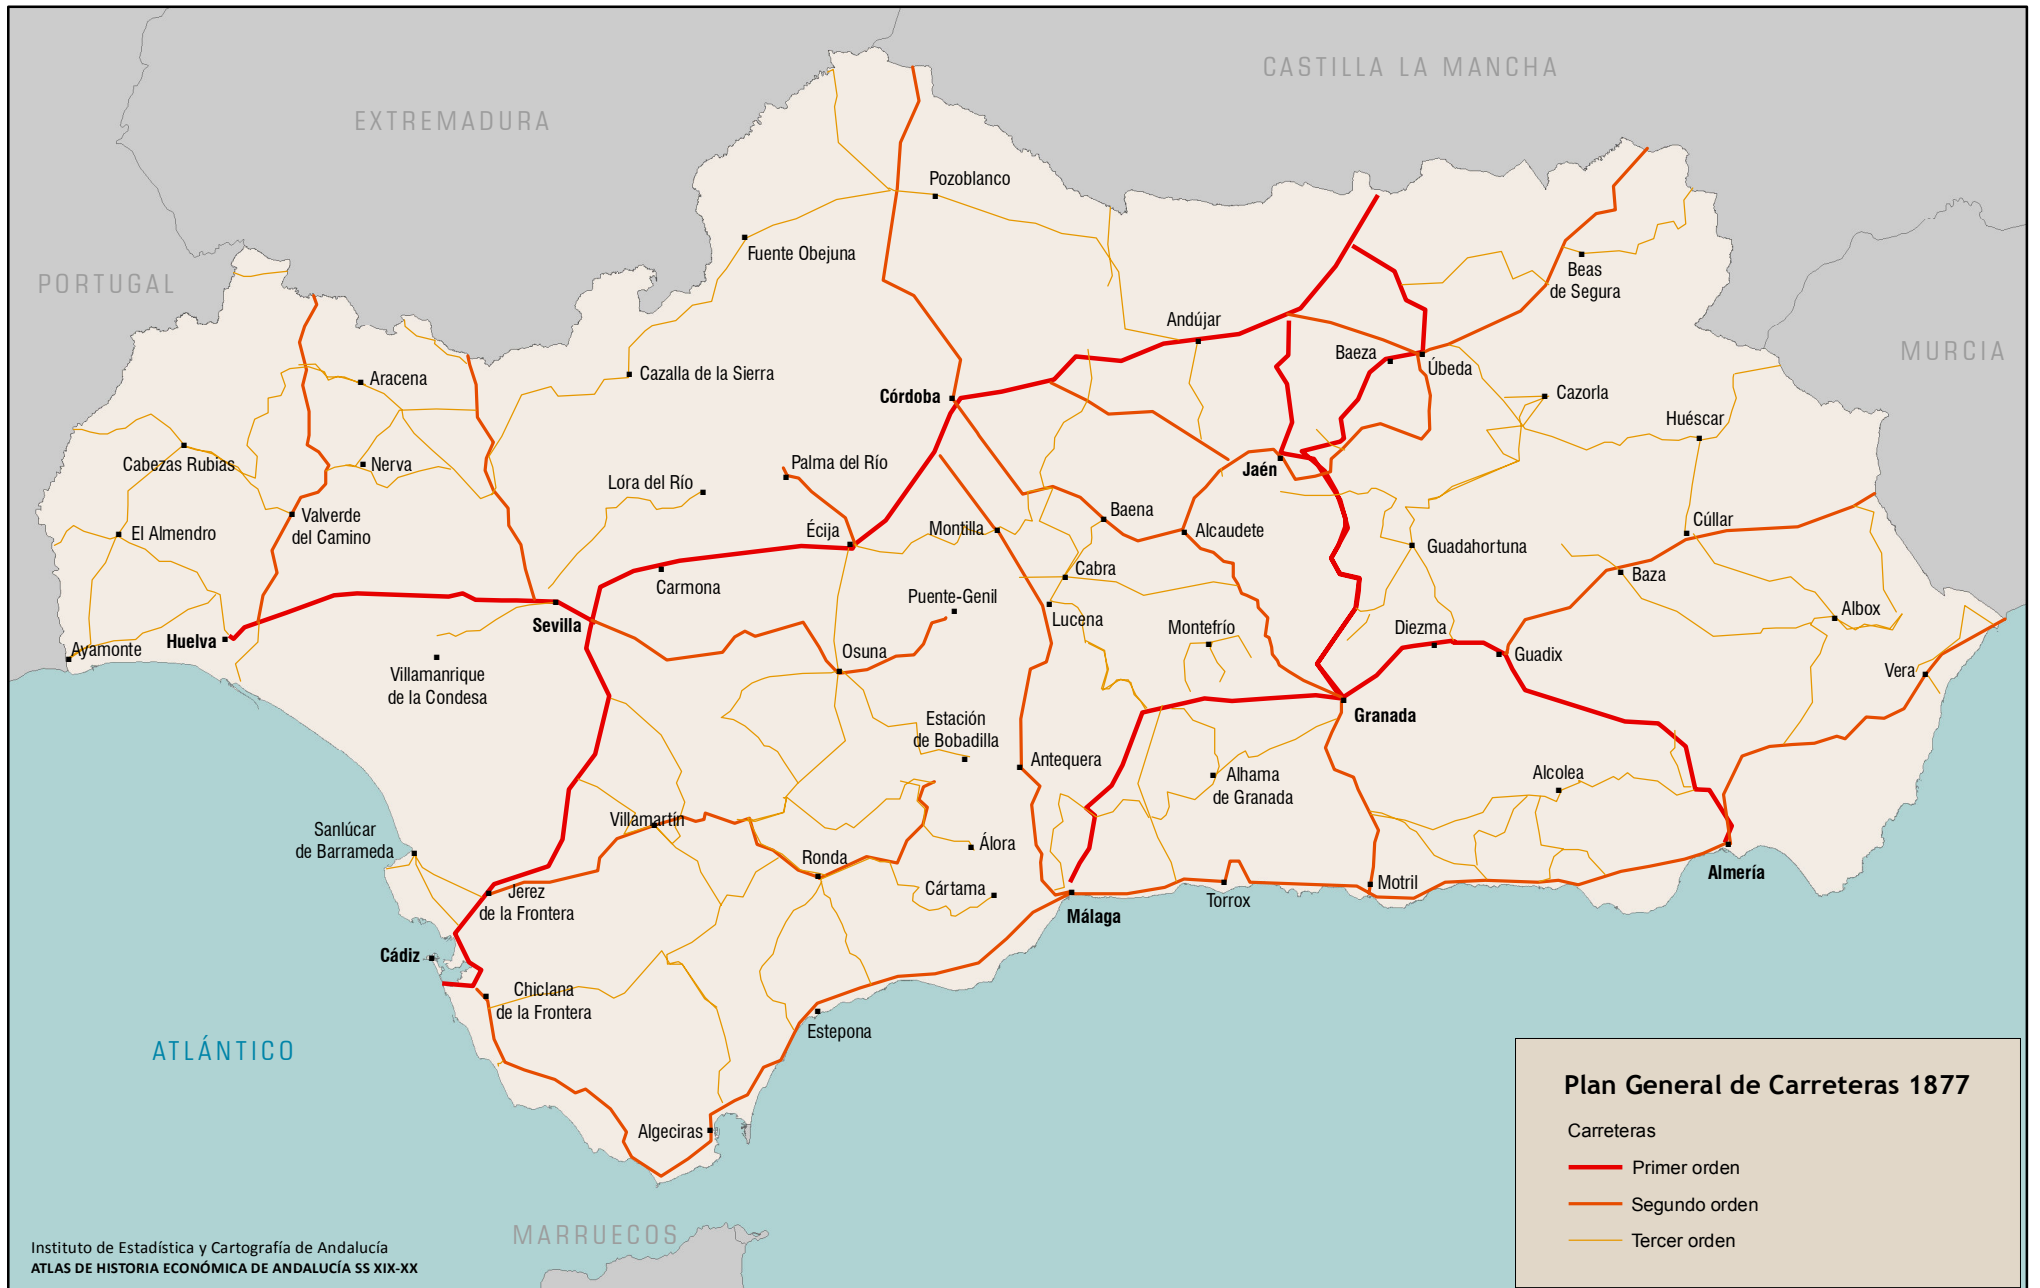 CASTILLA LA MANCHA
EXTREMADURA
PORTUGAL
MURCIA
Pozoblanco
Fuente Obejuna
Beas
de Segura
Andújar
Baeza
Úbeda
Aracena
Cazalla de la Sierra
Córdoba
Cazorla
Huéscar
Cabezas Rubias
Nerva
Lora del Río
Palma del Río
Jaén
Valverde
del Camino
El Almendro
Écija
Montilla
Baena
Alcaudete
Cúllar
Guadahortuna
Carmona
Cabra
Baza
Puente-Genil
Lucena
Albox
Huelva
Sevilla
Montefrío
Diezma
Ayamonte
Osuna
Guadix
Vera
Villamanrique
de la Condesa
Granada
Estación
de Bobadilla
Antequera
Alhama
de Granada
Alcolea
Sanlúcar
de Barrameda
Villamartín
Ronda
Álora
Jerez
de la Frontera
Cártama
Motril
Almería
Torrox
Málaga
Cádiz
Chiclana
de la Frontera
Estepona
ATLÁNTICO
Algeciras
MARRUECOS
Plan General de Carreteras 1877
Carreteras
Primer orden
Segundo orden
Tercer orden
Instituto de Estadística y Cartografía de Andalucía
ATLAS DE HISTORIA ECONÓMICA DE ANDALUCÍA SS XIX-XX